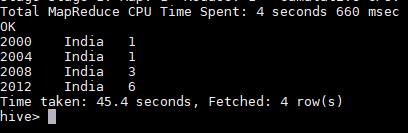 Total MapReduce CPU Time Spent: 4 seconds 660 msec
OK
2000    India   1
2004    India   1
2008    India   3
2012    India   6
Time taken: 45.4 seconds, Fetched: 4 row(s)
hive>